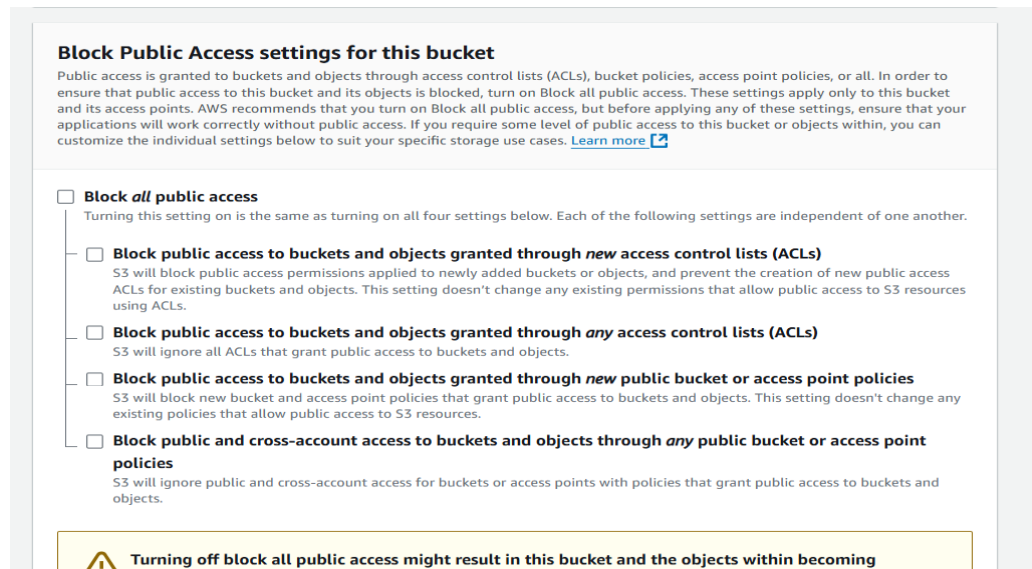 Block Public Access settings for this bucket
Public access is granted to buckets and objects through access control lists (ACLs), bucket policies, access point policies, or all. In order to
ensure that public access to this bucket and its objects is blocked, turn on Block all public access. These settings apply only to this bucket
and its access points. AWS recommends that you turn on Block all public access, but before applying any of these settings, ensure that your
applications will work correctly without public access. If you require some level of public access to this bucket or objects within, you can
customize the individual settings below to suit your specific storage use cases. Learn more
Block all public access
Turning this setting on is the same as turning on all four settings below. Each of the following settings are independent of one another.
Block public access to buckets and objects granted through new access control lists (ACLs)
S3 will block public access permissions applied to newly added buckets or objects, and prevent the creation of new public access
ACLs for existing buckets and objects. This setting doesn't change any existing permissions that allow public access to S3 resources
using ACLs.
Block public access to buckets and objects granted through any access control lists (ACLs)
S3 will ignore all ACLs that grant public access to buckets and objects.
Block public access to buckets and objects granted through new public bucket or access point policies
S3 will block new bucket and access point policies that grant public access to buckets and objects. This setting doesn't change any
existing policies that allow public access to S3 resources.
Block public and cross-account access to buckets and objects through any public bucket or access point
policies
S3 will ignore public and cross-account access for buckets or access points with policies that grant public access to buckets and
objects.
Turning off block all public access might result in this bucket and the objects within becoming